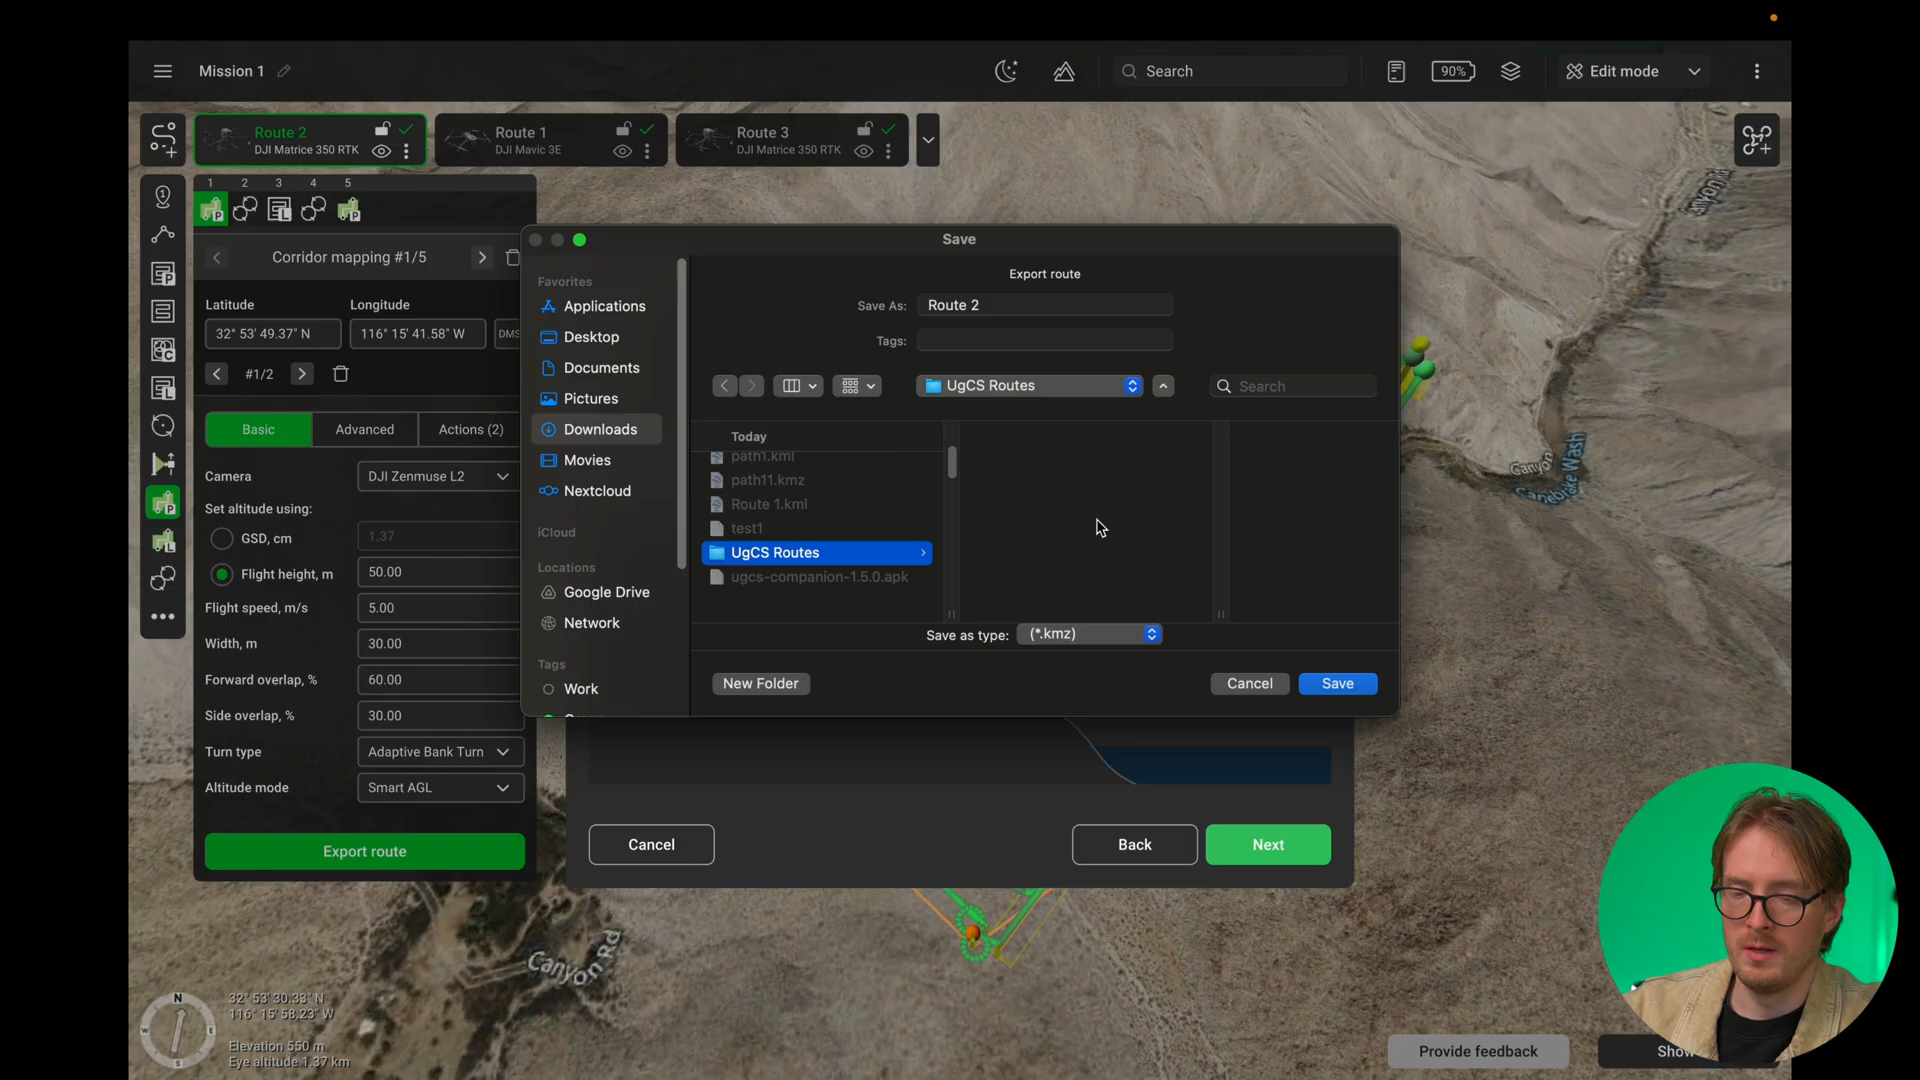 Mission 1
Search
90%
Edit mode
Route 2
DJI Matrice 350 RTK
Route 1
DJI Mavic 3E
Route 3
DJI Matrice 350 RTK
1 2 3 4 5
Corridor mapping #1/5
Latitude
Longitude
32° 53' 49.37" N
116° 15' 41.58" W
DMS
#1/2
Basic
Advanced
Actions (2)
Camera
DJI Zenmuse L2
Set altitude using:
GSD, cm
1.37
Flight height, m
50.00
Flight speed, m/s
5.00
Width, m
30.00
Forward overlap, %
60.00
Side overlap, %
30.00
Turn type
Adaptive Bank Turn
Altitude mode
Smart AGL
Export route
Save
Export route
Save As:
Route 2
Tags:
UgCS Routes
Search
Favorites
Applications
Desktop
Documents
Pictures
Downloads
Movies
Nextcloud
iCloud
Locations
Google Drive
Network
Tags
Work
Today
path1.kml
path11.kmz
Route 1.kml
test1
UgCS Routes
ugcs-companion-1.5.0.apk
Save as type:
(*.kmz)
New Folder
Cancel
Save
Cancel
Back
Next
Canyon
Canebrake Wash
Canyon Rd
N
E
S
W
32° 53' 30.33" N
116° 15' 58.23" W
Elevation 550 m
Eye altitude 1.37 km
Provide feedback
Show